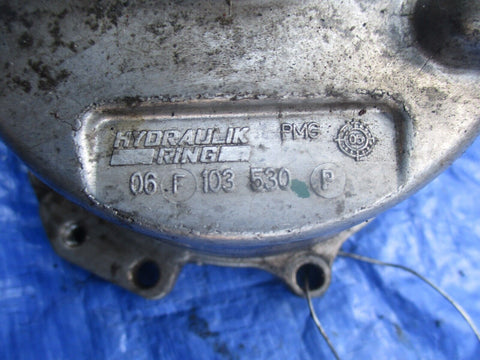 HYDRAULIK PMG
RING
06 F 103 530 P